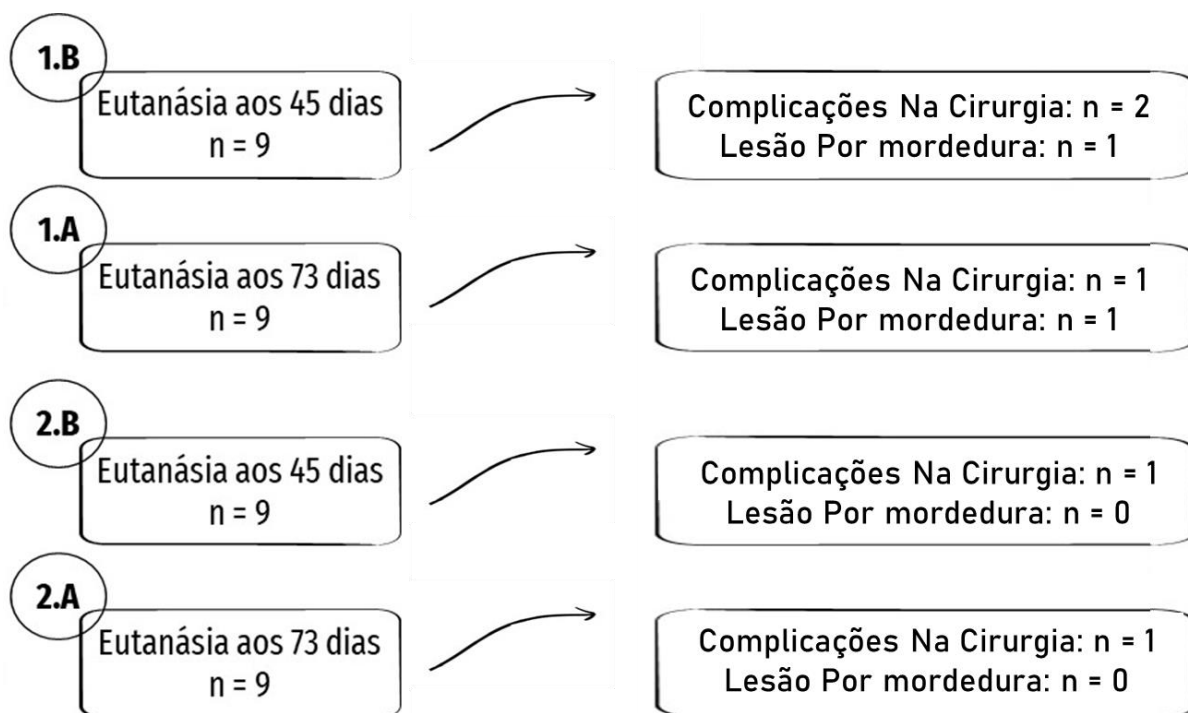 1.B
Eutanásia aos 45 dias
n = 9
Complicações Na Cirurgia: n = 2
Lesão Por mordedura: n = 1
1.A
Eutanásia aos 73 dias
n = 9
Complicações Na Cirurgia: n = 1
Lesão Por mordedura: n = 1
2.B
Eutanásia aos 45 dias
n = 9
Complicações Na Cirurgia: n = 1
Lesão Por mordedura: n = 0
2.A
Eutanásia aos 73 dias
n = 9
Complicações Na Cirurgia: n = 1
Lesão Por mordedura: n = 0